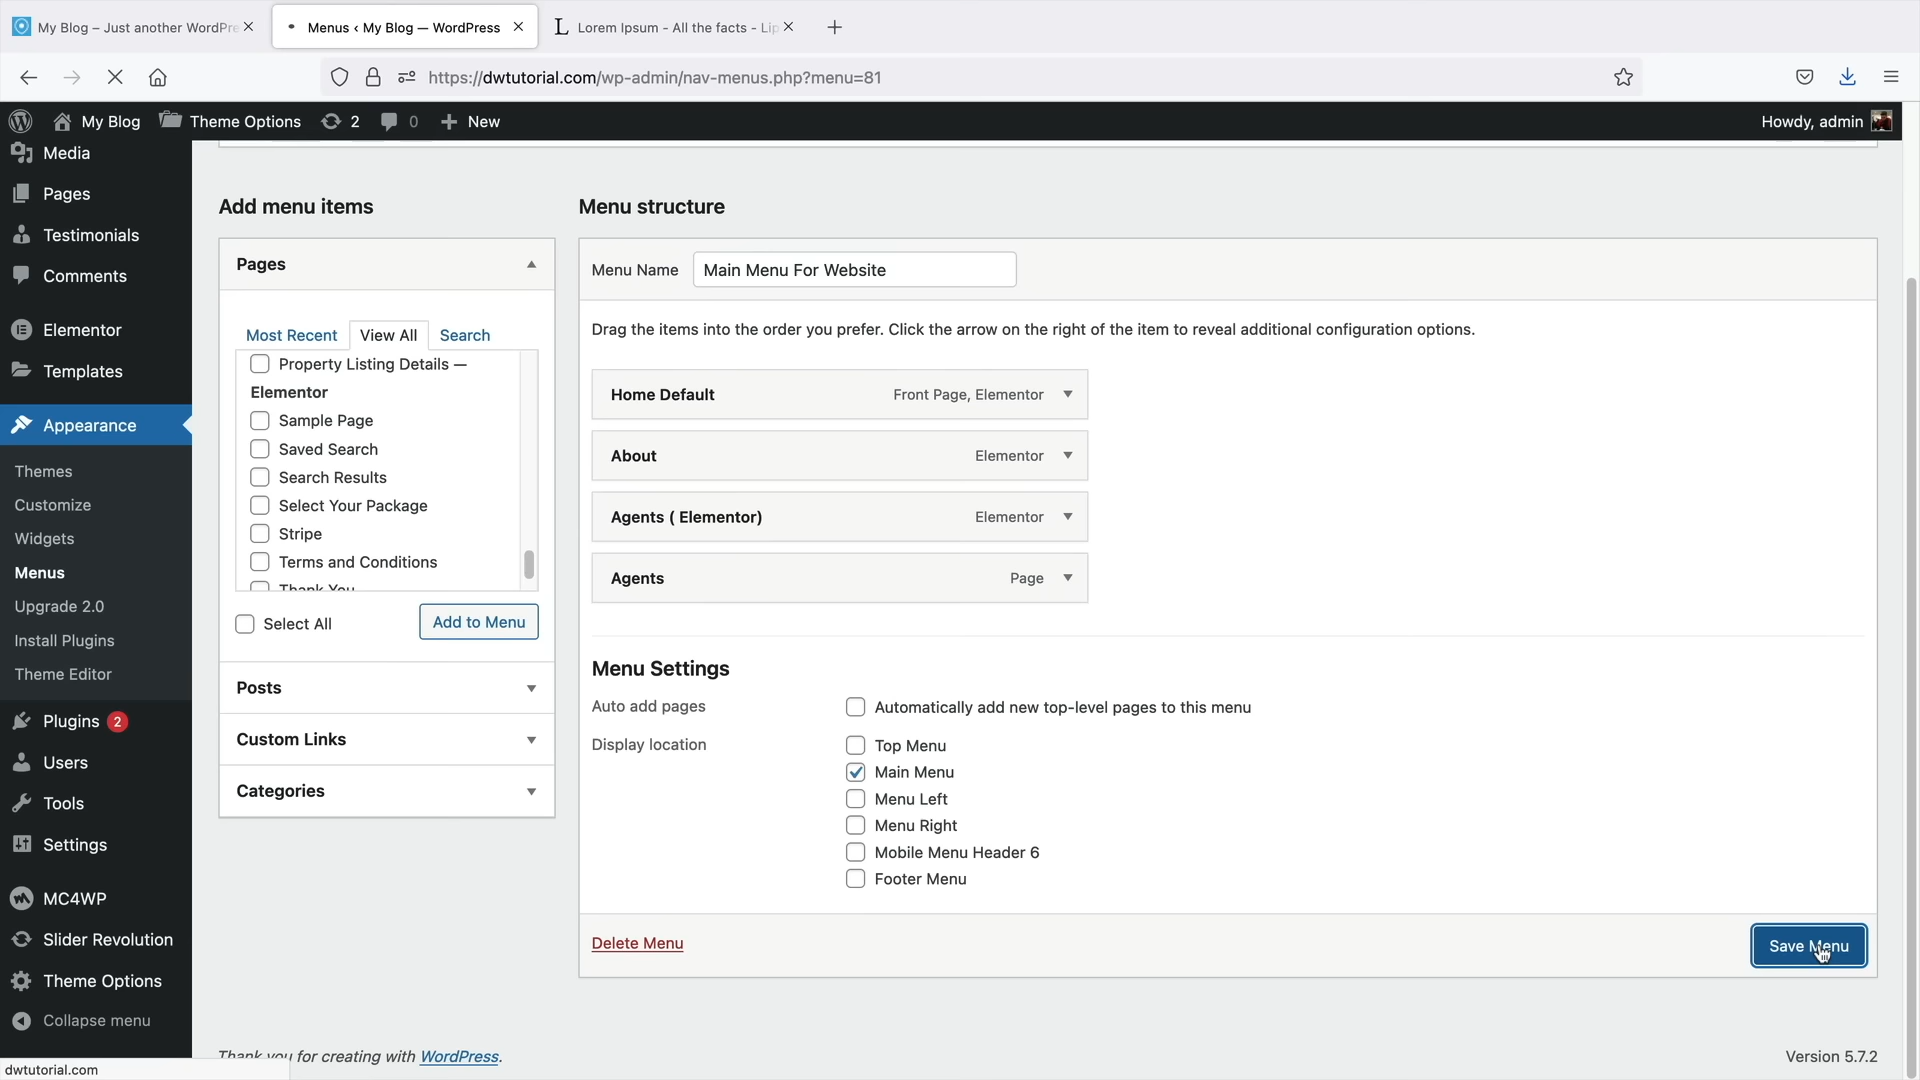 My Blog – Just another WordPre
Menus ‹ My Blog — WordPress
Lorem Ipsum - All the facts - Lip
https://dwtutorial.com/wp-admin/nav-menus.php?menu=81
My Blog
Theme Options
2
0
New
Howdy, admin
Media
Pages
Testimonials
Comments
Elementor
Templates
Appearance
Themes
Customize
Widgets
Menus
Upgrade 2.0
Install Plugins
Theme Editor
Plugins 2
Users
Tools
Settings
MC4WP
Slider Revolution
Theme Options
Collapse menu
Add menu items
Pages
Most Recent
View All
Search
Property Listing Details —
Elementor
Sample Page
Saved Search
Search Results
Select Your Package
Stripe
Terms and Conditions
Thank You
Select All
Add to Menu
Posts
Custom Links
Categories
Menu structure
Menu Name
Main Menu For Website
Drag the items into the order you prefer. Click the arrow on the right of the item to reveal additional configuration options.
Home Default
Front Page, Elementor
About
Elementor
Agents ( Elementor)
Elementor
Agents
Page
Menu Settings
Auto add pages
Automatically add new top-level pages to this menu
Display location
Top Menu
Main Menu
Menu Left
Menu Right
Mobile Menu Header 6
Footer Menu
Delete Menu
Save Menu
Thank you for creating with WordPress.
Version 5.7.2
dwtutorial.com